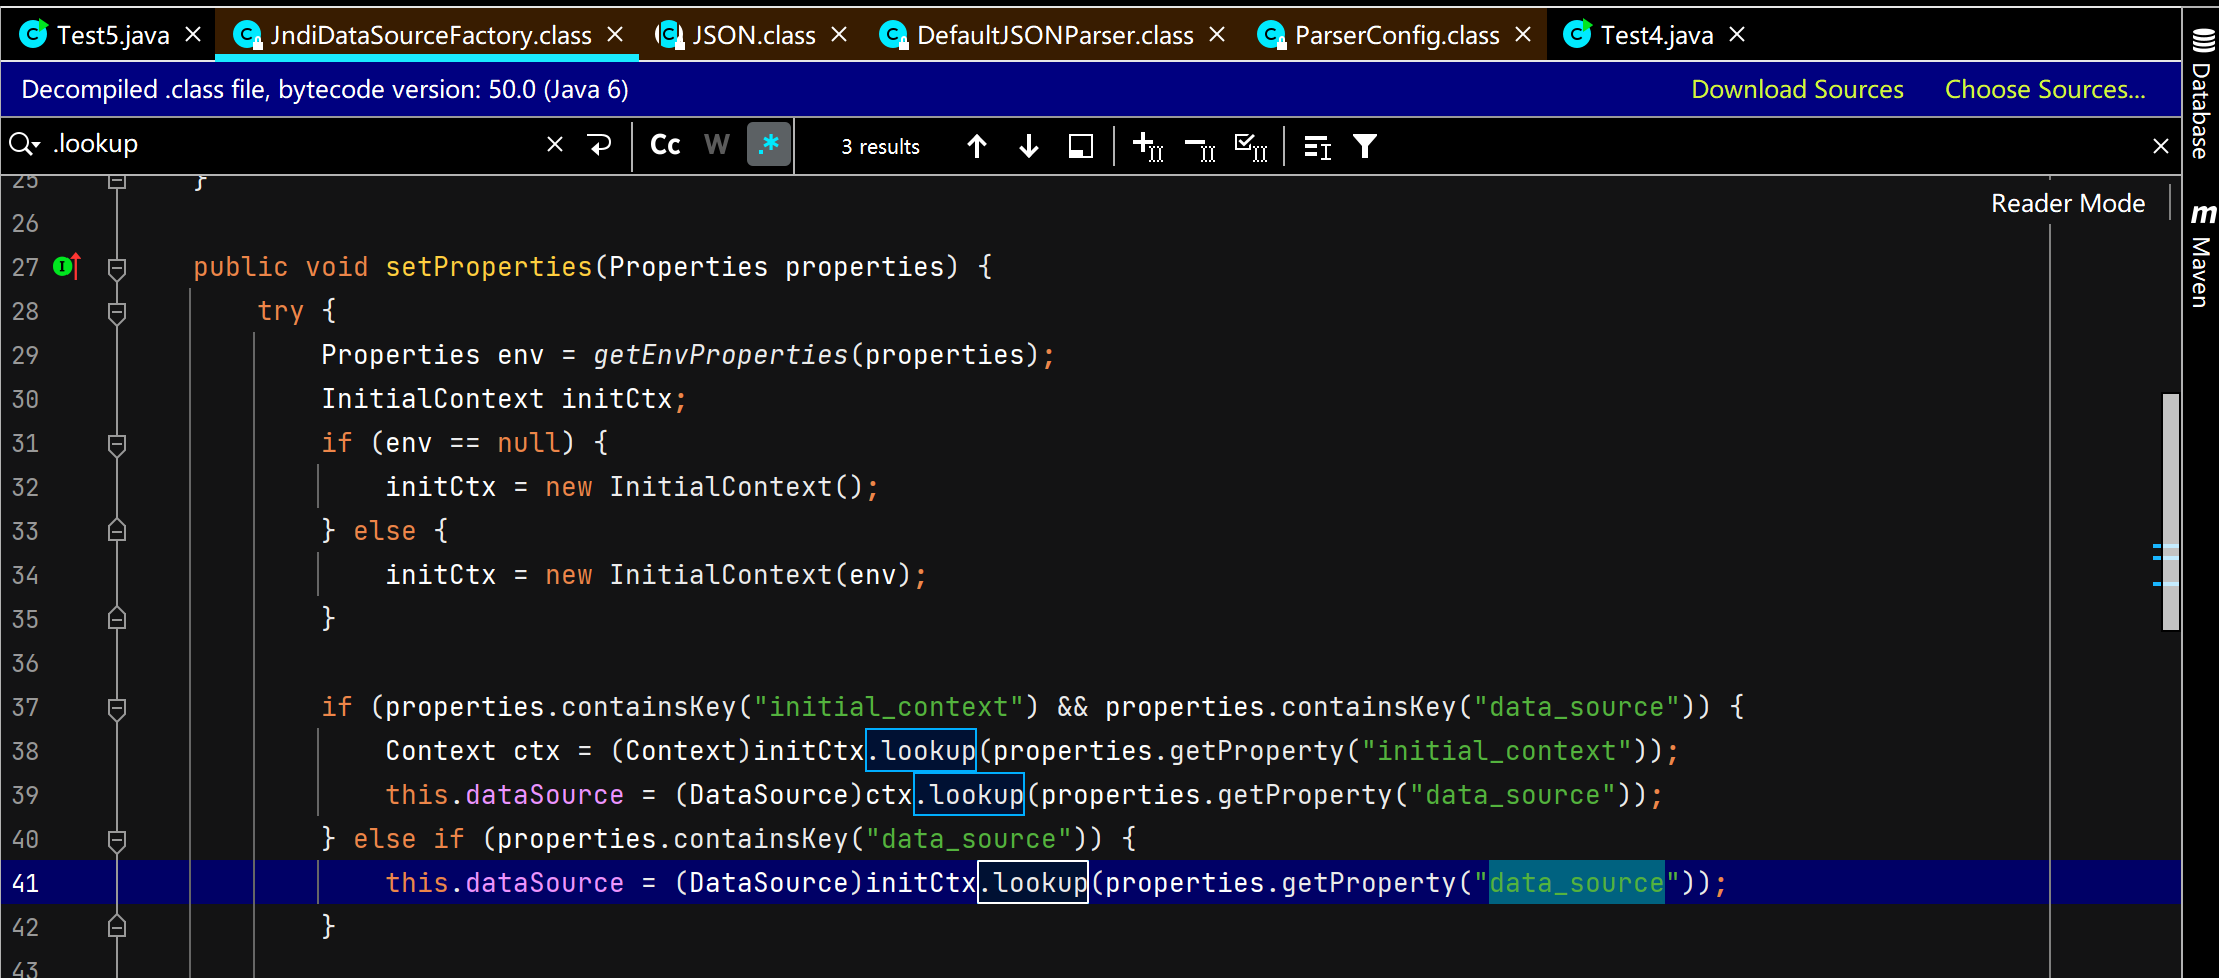 Test5.java JndiDataSourceFactory.class JSON.class DefaultJSONParser.class ParserConfig.class Test4.java
Decompiled .class file, bytecode version: 50.0 (Java 6) Download Sources Choose Sources...
.lookup Cc W .* 3 results
Reader Mode
25 }
26
27 public void setProperties(Properties properties) {
28 try {
29 Properties env = getEnvProperties(properties);
30 InitialContext initCtx;
31 if (env == null) {
32 initCtx = new InitialContext();
33 } else {
34 initCtx = new InitialContext(env);
35 }
36
37 if (properties.containsKey("initial_context") && properties.containsKey("data_source")) {
38 Context ctx = (Context)initCtx.lookup(properties.getProperty("initial_context"));
39 this.dataSource = (DataSource)ctx.lookup(properties.getProperty("data_source"));
40 } else if (properties.containsKey("data_source")) {
41 this.dataSource = (DataSource)initCtx.lookup(properties.getProperty("data_source"));
42 }
43
Database
m Maven